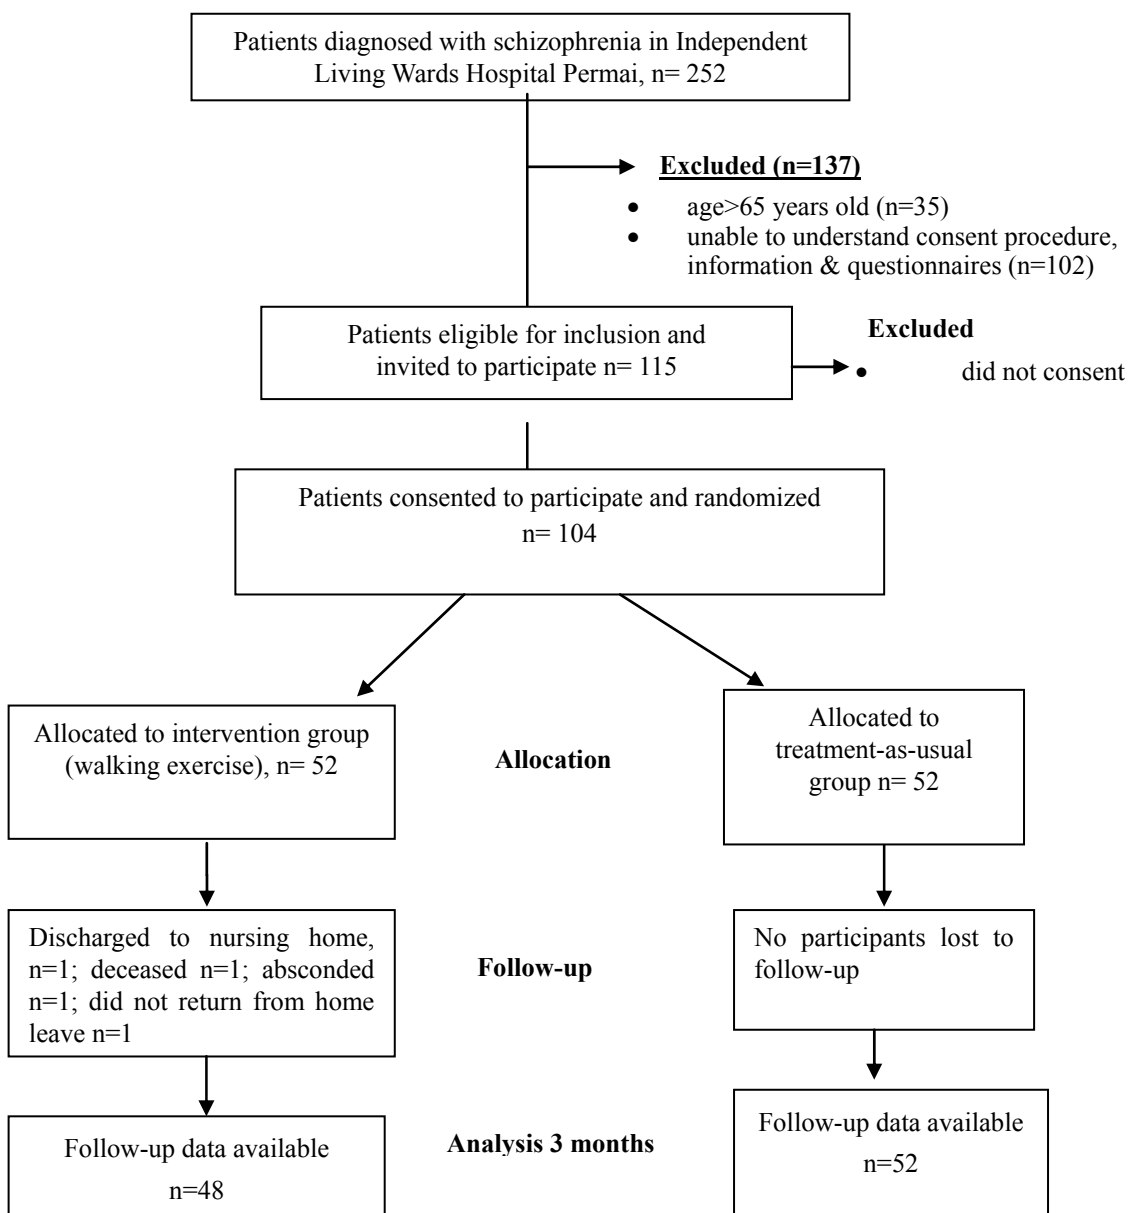 Patients diagnosed with schizophrenia in Independent
Living Wards Hospital Permai, n= 252
Excluded (n=137)
• age>65 years old (n=35)
• unable to understand consent procedure,
information & questionnaires (n=102)
Patients eligible for inclusion and
invited to participate n= 115
Excluded
• did not consent
Patients consented to participate and randomized
n= 104
Allocated to intervention group
(walking exercise), n= 52
Allocation
Allocated to
treatment-as-usual
group n= 52
Discharged to nursing home,
n=1; deceased n=1; absconded
n=1; did not return from home
leave n=1
Follow-up
No participants lost to
follow-up
Follow-up data available
n=48
Analysis 3 months
Follow-up data available
n=52